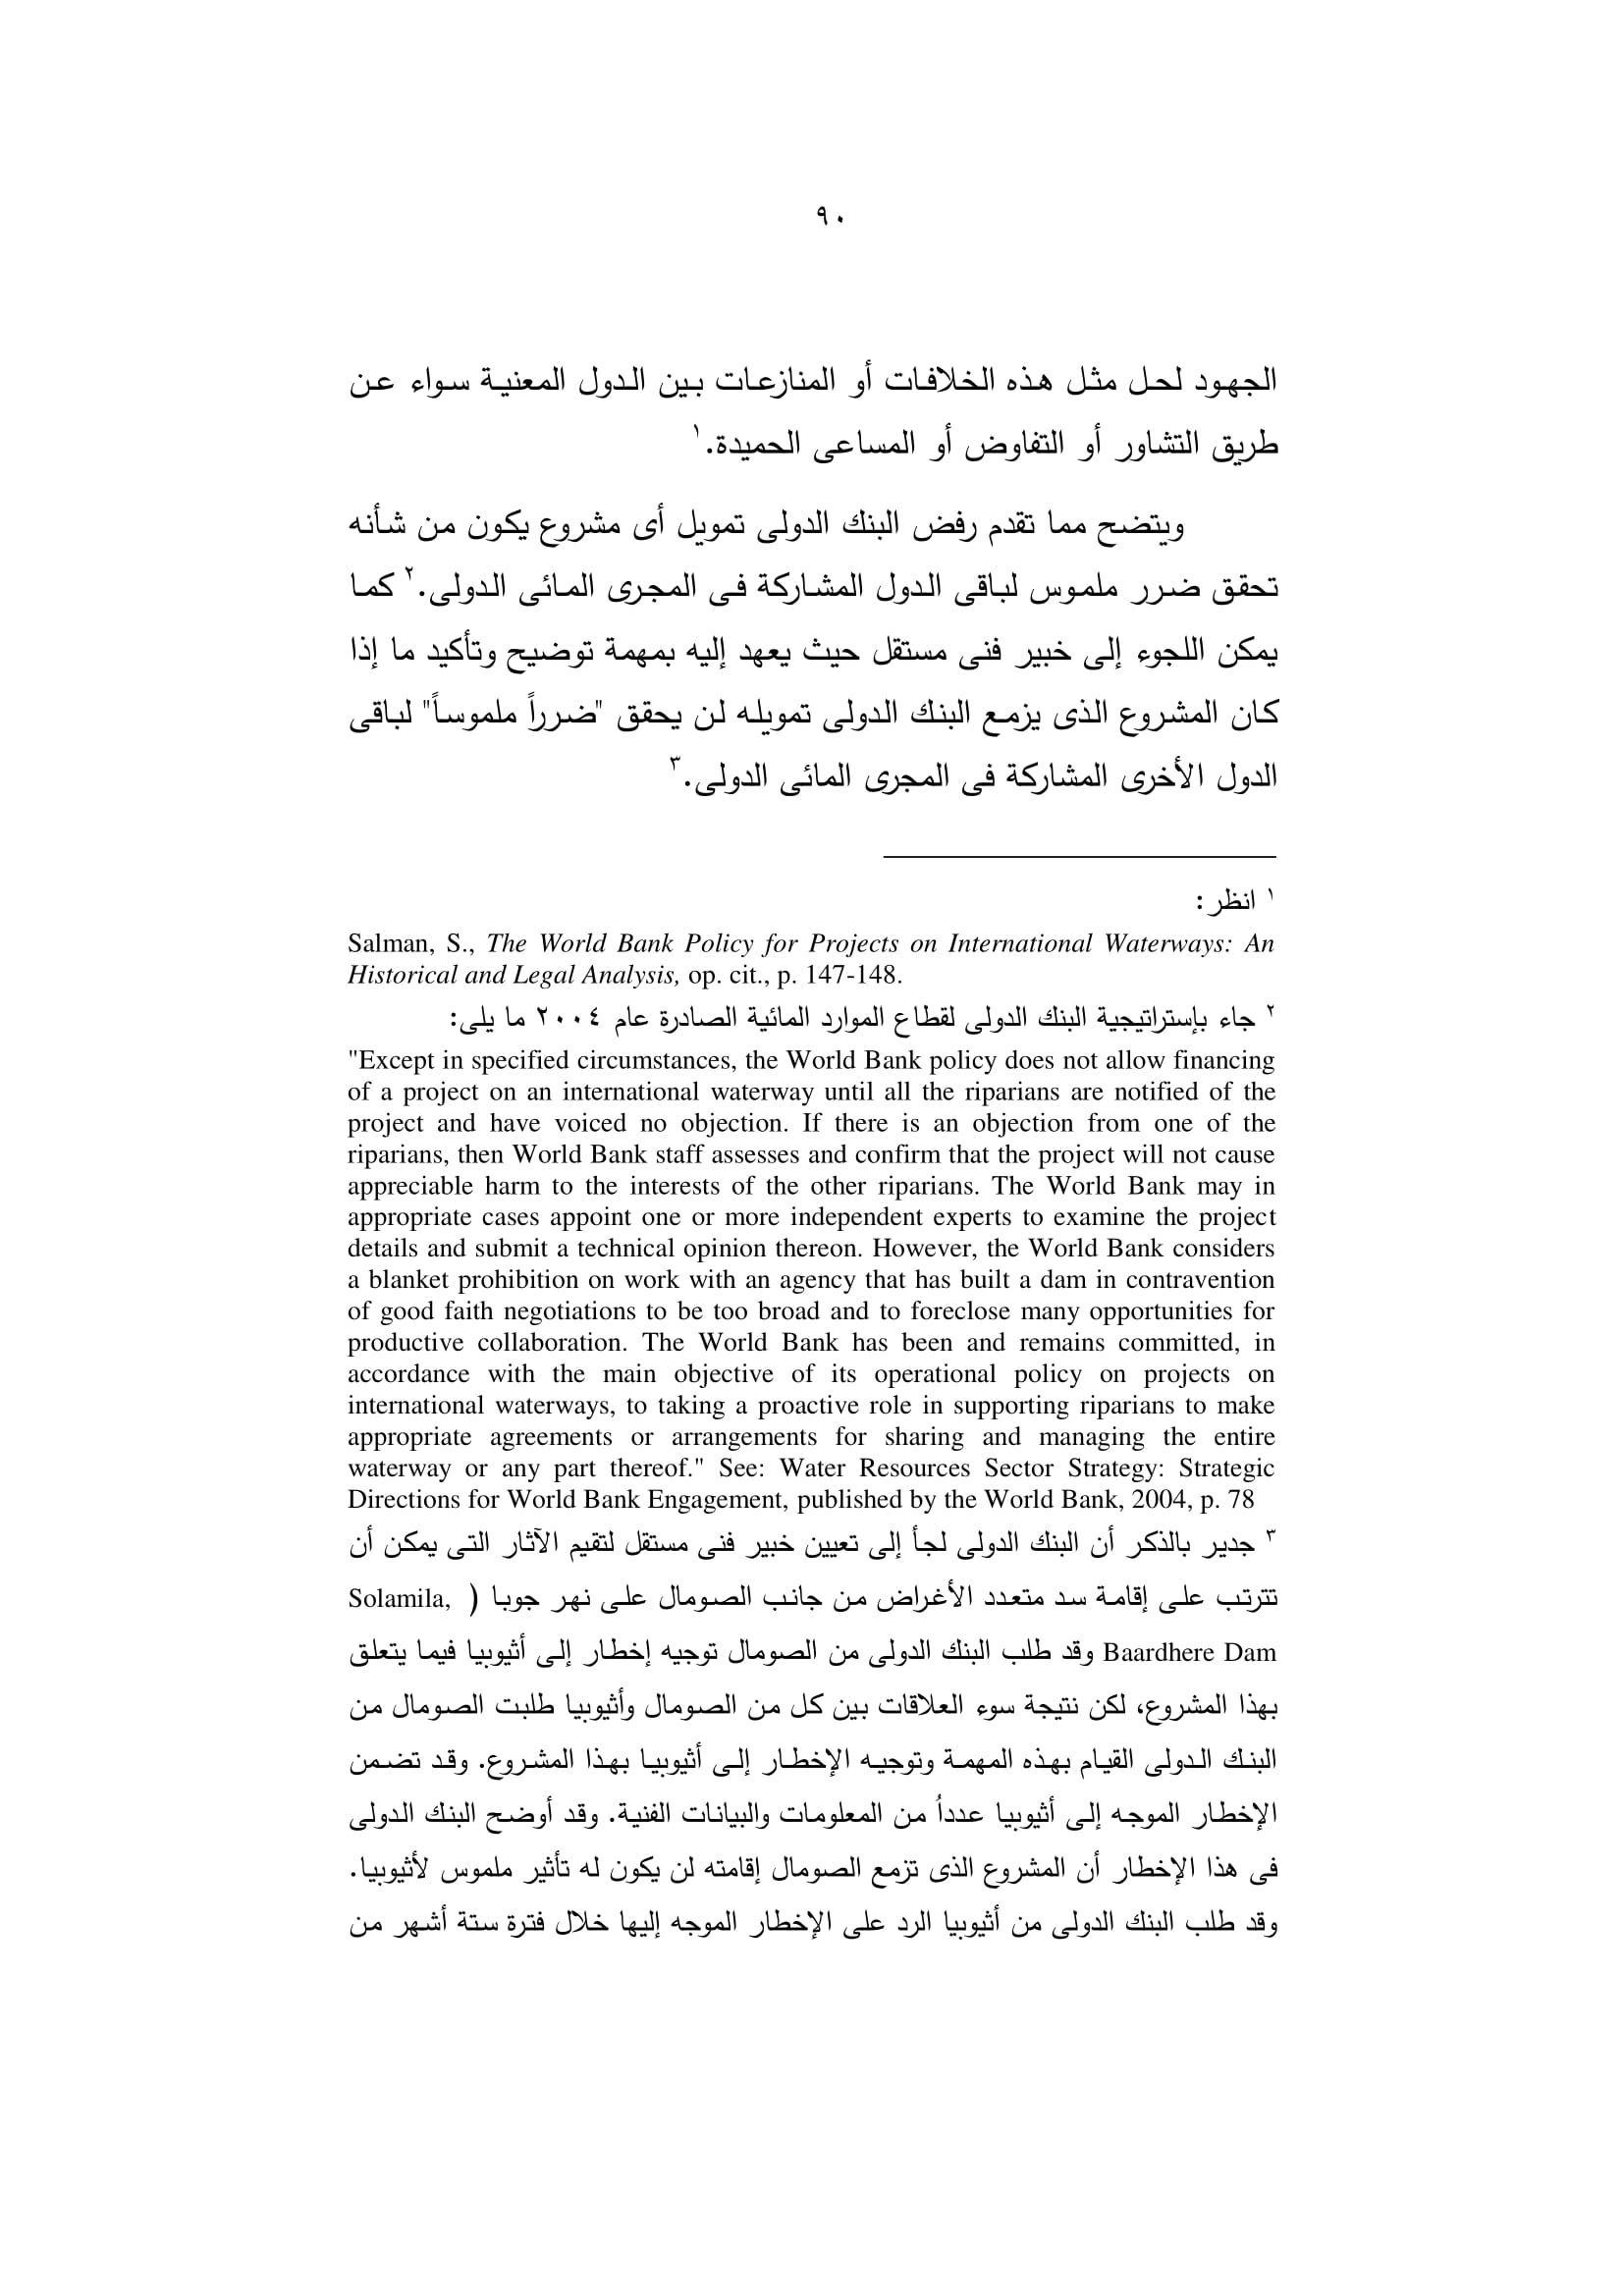 ٩٠
الجهود لحل مثل هذه الخلافات أو المنازعات بين الدول المعنية سواء عن
طريق التشاور أو التفاوض أو المساعى الحميدة.١
ويتضح مما تقدم رفض البنك الدولى تمويل أى مشروع يكون من شأنه
تحقق ضرر ملموس لباقى الدول المشاركة فى المجرى المائى الدولى.٢ كما
يمكن اللجوء إلى خبير فنى مستقل حيث يعهد إليه بمهمة توضيح وتأكيد ما إذا
كان المشروع الذى يزمع البنك الدولى تمويله لن يحقق "ضرراً ملموساً" لباقى
الدول الأخرى المشاركة فى المجرى المائى الدولى.٣
١ انظر:
Salman, S., The World Bank Policy for Projects on International Waterways: An
Historical and Legal Analysis, op. cit., p. 147-148.
٢ جاء بإستراتيجية البنك الدولى لقطاع الموارد المائية الصادرة عام ٢٠٠٤ ما يلى:
"Except in specified circumstances, the World Bank policy does not allow financing
of a project on an international waterway until all the riparians are notified of the
project and have voiced no objection. If there is an objection from one of the
riparians, then World Bank staff assesses and confirm that the project will not cause
appreciable harm to the interests of the other riparians. The World Bank may in
appropriate cases appoint one or more independent experts to examine the project
details and submit a technical opinion thereon. However, the World Bank considers
a blanket prohibition on work with an agency that has built a dam in contravention
of good faith negotiations to be too broad and to foreclose many opportunities for
productive collaboration. The World Bank has been and remains committed, in
accordance with the main objective of its operational policy on projects on
international waterways, to taking a proactive role in supporting riparians to make
appropriate agreements or arrangements for sharing and managing the entire
waterway or any part thereof." See: Water Resources Sector Strategy: Strategic
Directions for World Bank Engagement, published by the World Bank, 2004, p. 78
٣ جدير بالذكر أن البنك الدولى لجأ إلى تعيين خبير فنى مستقل لتقيم الآثار التى يمكن أن
تترتب على إقامة سد متعدد الأغراض من جانب الصومال على نهر جوبا ( Solamila,
Baardhere Dam وقد طلب البنك الدولى من الصومال توجيه إخطار إلى أثيوبيا فيما يتعلق
بهذا المشروع، لكن نتيجة سوء العلاقات بين كل من الصومال وأثيوبيا طلبت الصومال من
البنك الدولى القيام بهذه المهمة وتوجيه الإخطار إلى أثيوبيا بهذا المشروع. وقد تضمن
الإخطار الموجه إلى أثيوبيا عدداُ من المعلومات والبيانات الفنية. وقد أوضح البنك الدولى
فى هذا الإخطار أن المشروع الذى تزمع الصومال إقامته لن يكون له تأثير ملموس لأثيوبيا.
وقد طلب البنك الدولى من أثيوبيا الرد على الإخطار الموجه إليها خلال فترة ستة أشهر من